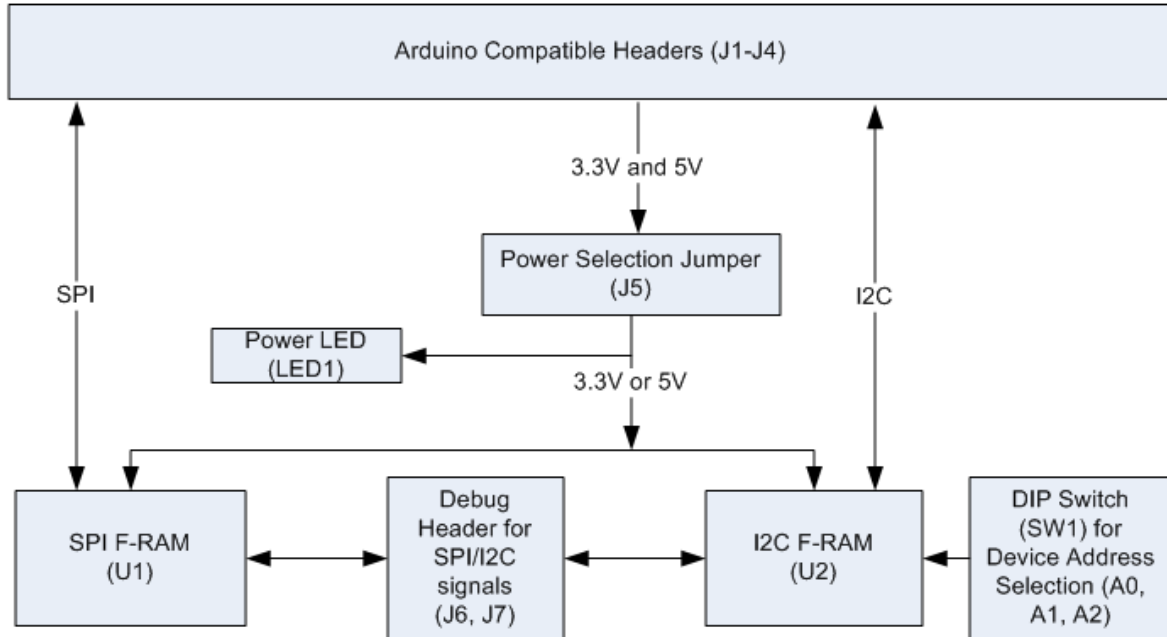 Arduino Compatible Headers (J1-J4)
3.3V and 5V
Power Selection Jumper
(J5)
SPI
I2C
Power LED
(LED1)
3.3V or 5V
SPI F-RAM
(U1)
Debug
Header for
SPI/I2C
signals
(J6, J7)
I2C F-RAM
(U2)
DIP Switch
(SW1) for
Device Address
Selection (A0,
A1, A2)